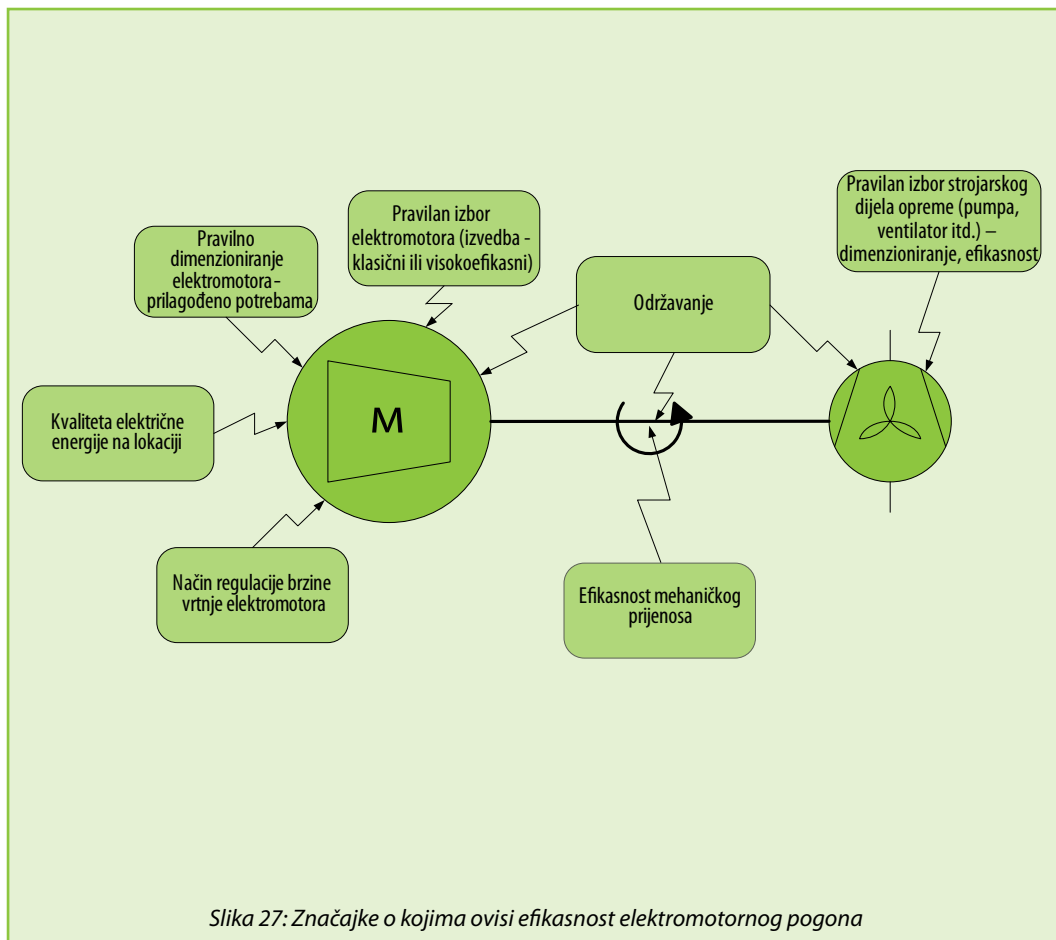 Pravilan izbor strojarskog
dijela opreme (pumpa,
ventilator itd.) –
dimenzioniranje, efikasnost
Pravilan izbor
elektromotora (izvedba -
klasični ili visokoefikasni)
Pravilno
dimenzioniranje
elektromotora-
prilagođeno potrebama
Održavanje
Kvaliteta električne
energije na lokaciji
M
Način regulacije brzine
vrtnje elektromotora
Efikasnost mehaničkog
prijenosa
Slika 27: Značajke o kojima ovisi efikasnost elektromotornog pogona